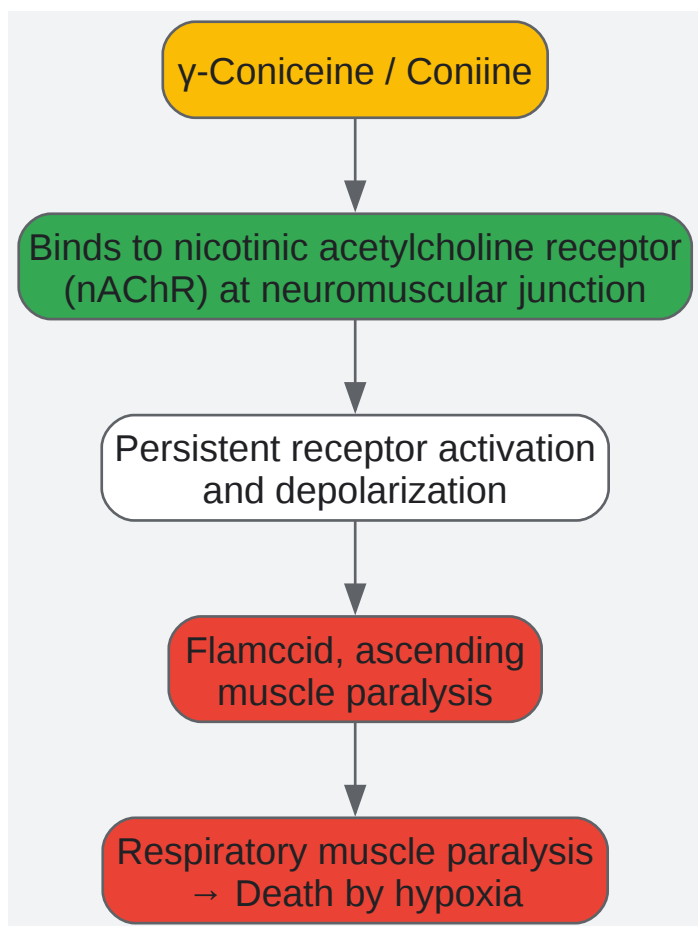 γ-Coniceine / Coniine
Binds to nicotinic acetylcholine receptor
(nAChR) at neuromuscular junction
Persistent receptor activation
and depolarization
Flamccid, ascending
muscle paralysis
Respiratory muscle paralysis
→ Death by hypoxia